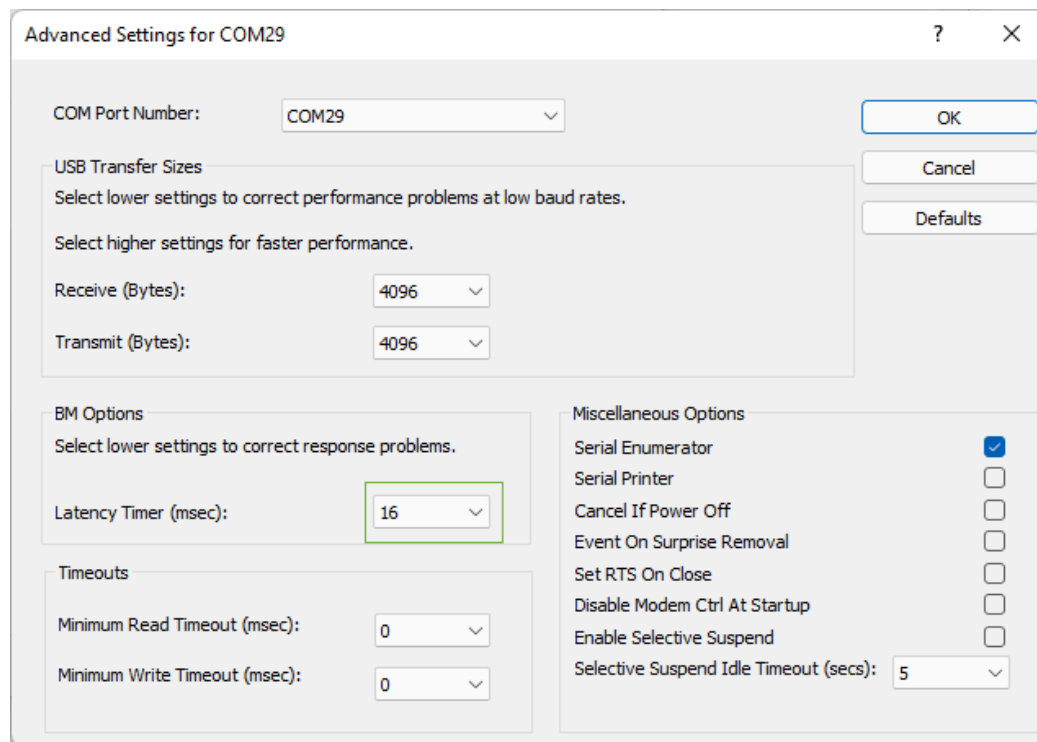 Advanced Settings for COM29 ?
COM Port Number: COM29
OK
USB Transfer Sizes
Cancel
Select lower settings to correct performance problems at low baud rates.
Defaults
Select higher settings for faster performance.
Receive (Bytes): 4096
Transmit (Bytes): 4096
BM Options
Select lower settings to correct response problems.
Latency Timer (msec): 16
Timeouts
Minimum Read Timeout (msec): 0
Minimum Write Timeout (msec): 0
Miscellaneous Options
Serial Enumerator
Serial Printer
Cancel If Power Off
Event On Surprise Removal
Set RTS On Close
Disable Modem Ctrl At Startup
Enable Selective Suspend
Selective Suspend Idle Timeout (secs): 5